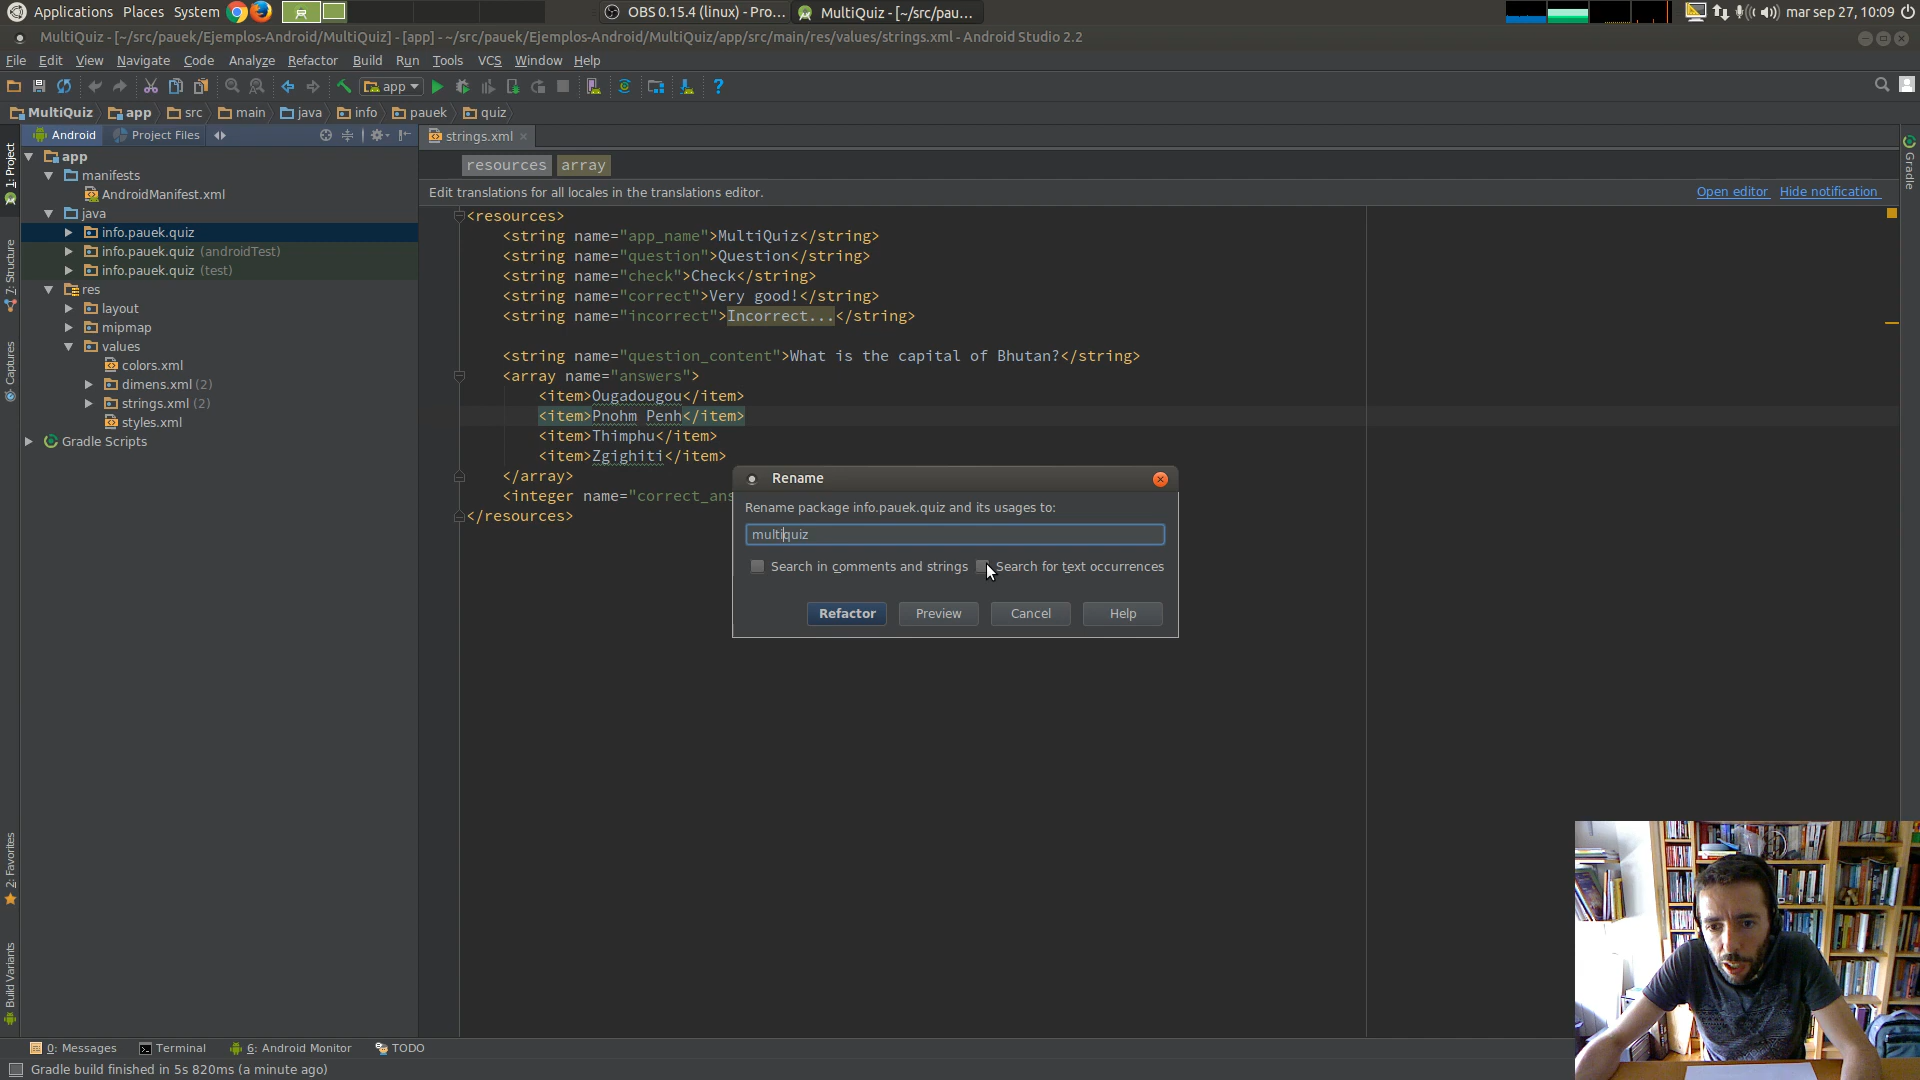 Applications Places System
OBS 0.15.4 (linux) - Pro...
MultiQuiz - [~/src/pau...
mar sep 27, 10:09
MultiQuiz - [~/src/pauek/Ejemplos-Android/MultiQuiz] - [app] - ~/src/pauek/Ejemplos-Android/MultiQuiz/app/src/main/res/values/strings.xml - Android Studio 2.2
File Edit View Navigate Code Analyze Refactor Build Run Tools VCS Window Help
app
MultiQuiz app src main java info pauek quiz
Android Project Files
strings.xml
1: Project
7: Structure
Captures
2: Favorites
Build Variants
Gradle
app
manifests
AndroidManifest.xml
java
info.pauek.quiz
info.pauek.quiz (androidTest)
info.pauek.quiz (test)
res
layout
mipmap
values
colors.xml
dimens.xml (2)
strings.xml (2)
styles.xml
Gradle Scripts
resources array
Edit translations for all locales in the translations editor.
Open editor Hide notification
<resources>
<string name="app_name">MultiQuiz</string>
<string name="question">Question</string>
<string name="check">Check</string>
<string name="correct">Very good!</string>
<string name="incorrect">Incorrect...</string>
<string name="question_content">What is the capital of Bhutan?</string>
<array name="answers">
<item>Ougadougou</item>
<item>Pnohm Penh</item>
<item>Thimphu</item>
<item>Zgighiti</item>
</array>
<integer name="correct_ans
</resources>
Rename
Rename package info.pauek.quiz and its usages to:
multiquiz
Search in comments and strings Search for text occurrences
Refactor Preview Cancel Help
0: Messages Terminal 6: Android Monitor TODO
Gradle build finished in 5s 820ms (a minute ago)